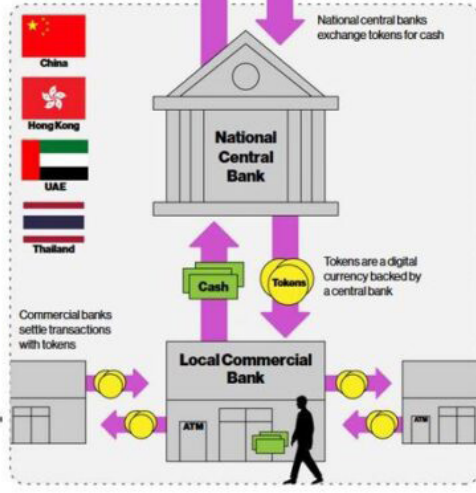 National central banks
exchange tokens for cash
China
Hong Kong
UAE
Thailand
National
Central
Bank
Cash
Tokens
Tokens are a digital
currency backed by
a central bank
Commercial banks
settle transactions
with tokens
Local Commercial
Bank
ATM
ATM